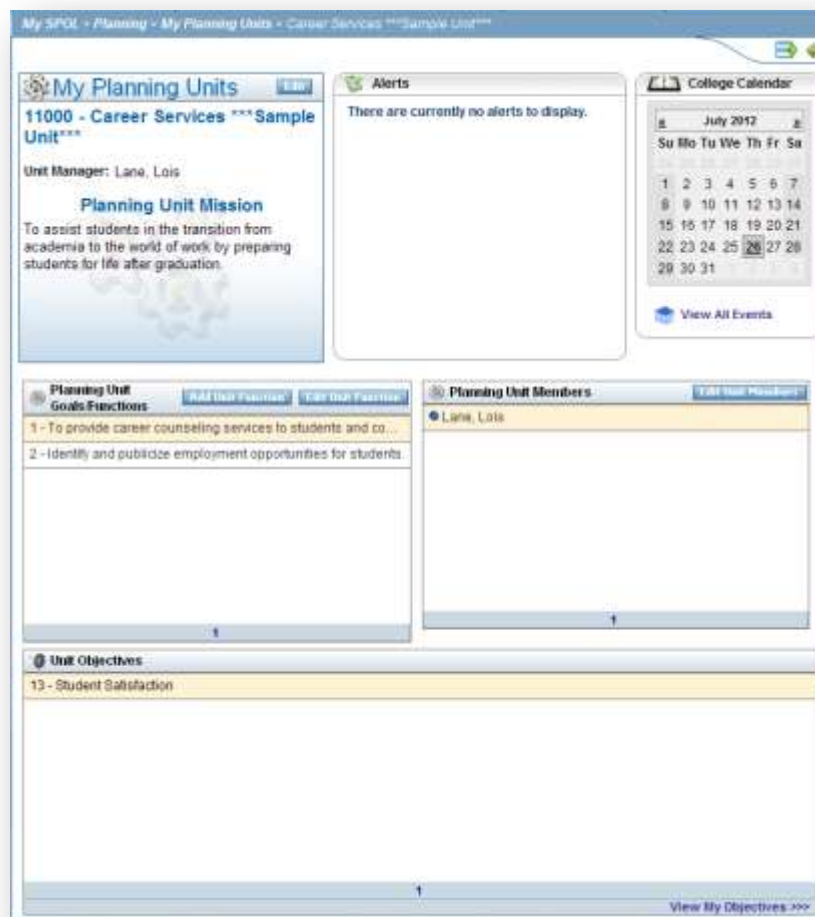 My SPOL - Planning - My Planning Units - Career Services ***Sample Unit***
My Planning Units
Edit
11000 - Career Services ***Sample
Unit***
Unit Manager: Lane, Lois
Planning Unit Mission
To assist students in the transition from
academia to the world of work by preparing
students for life after graduation.
Alerts
There are currently no alerts to display.
College Calendar
July 2012
Su Mo Tu We Th Fr Sa
1 2 3 4 5 6 7
8 9 10 11 12 13 14
15 16 17 18 19 20 21
22 23 24 25 26 27 28
29 30 31
View All Events
Planning Unit
Goals/Functions
Add Unit Function
Edit Unit Function
1 - To provide career counseling services to students and co...
2 - Identify and publicize employment opportunities for students.
1
Planning Unit Members
Edit Unit Members
Lane, Lois
1
Unit Objectives
13 - Student Satisfaction
1
View My Objectives >>>